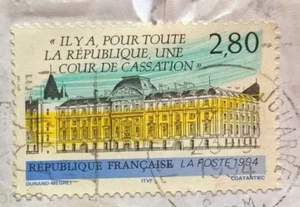 « IL Y A, POUR TOUTE
LA RÉPUBLIQUE, UNE
COUR DE CASSATION »
2,80
RÉPUBLIQUE FRANÇAISE LA POSTE 1994
DURAND-MEGRET ITVF COATANTIEC